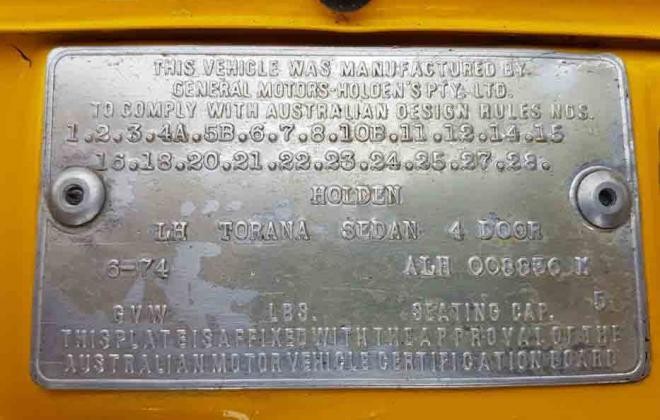 THIS VEHICLE WAS MANUFACTURED BY
GENERAL MOTORS-HOLDEN'S PTY. LTD.
TO COMPLY WITH AUSTRALIAN DESIGN RULES NOS.
1.2.3.4A.5B.6.7.8.10B.11.12.14.15
16.18.20.21.22.23.24.25.27.28.
HOLDEN
LH TORANA SEDAN 4 DOOR
6-74 ALH 008836 M
GVW LBS. SEATING CAP. 5
THIS PLATE IS AFFIXED WITH THE APPROVAL OF THE
AUSTRALIAN MOTOR VEHICLE CERTIFICATION BOARD